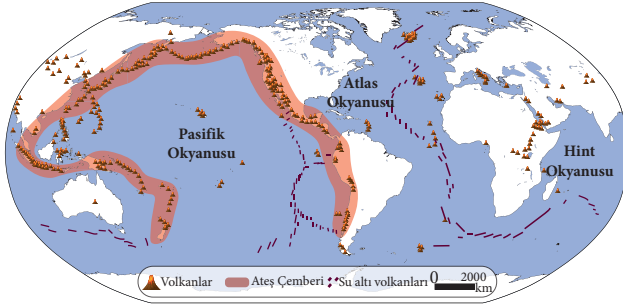 Atlas
Okyanusu
Pasifik
Okyanusu
Hint
Okyanusu
Volkanlar
Ateş Çemberi
Su altı volkanları
0 2000
km